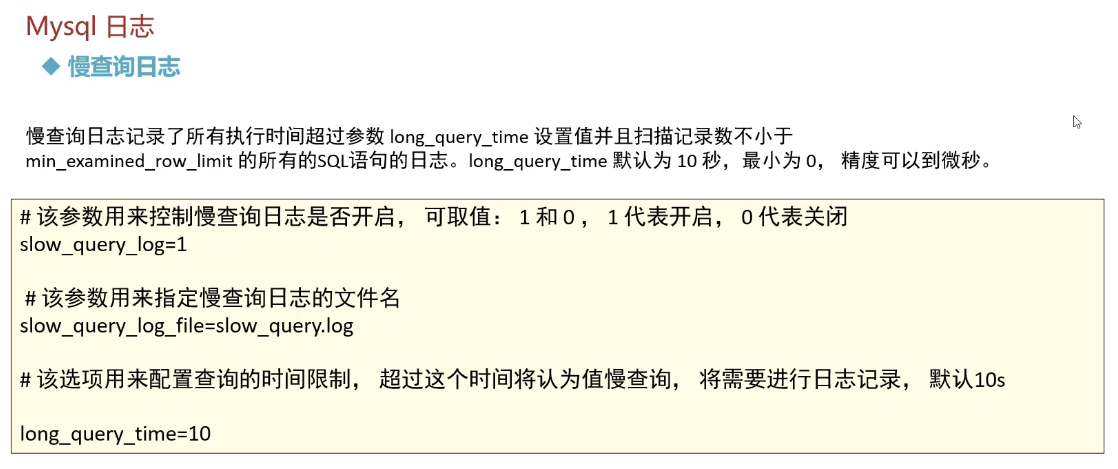 Mysql 日志
◆ 慢查询日志
慢查询日志记录了所有执行时间超过参数 long_query_time 设置值并且扫描记录数不小于
min_examined_row_limit 的所有的SQL语句的日志。long_query_time 默认为 10 秒，最小为 0， 精度可以到微秒。
# 该参数用来控制慢查询日志是否开启， 可取值： 1 和 0 ， 1 代表开启， 0 代表关闭
slow_query_log=1
# 该参数用来指定慢查询日志的文件名
slow_query_log_file=slow_query.log
# 该选项用来配置查询的时间限制， 超过这个时间将认为值慢查询， 将需要进行日志记录， 默认10s
long_query_time=10